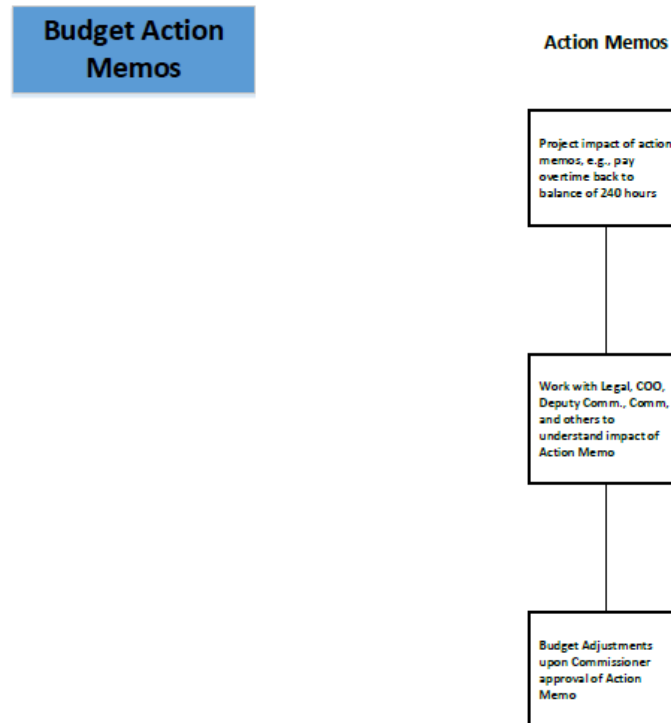 Budget Action
Memos
Action Memos
Project impact of action
memos, e.g., pay
overtime back to
balance of 240 hours
Work with Legal, COO,
Deputy Comm., Comm,
and others to
understand impact of
Action Memo
Budget Adjustments
upon Commissioner
approval of Action
Memo